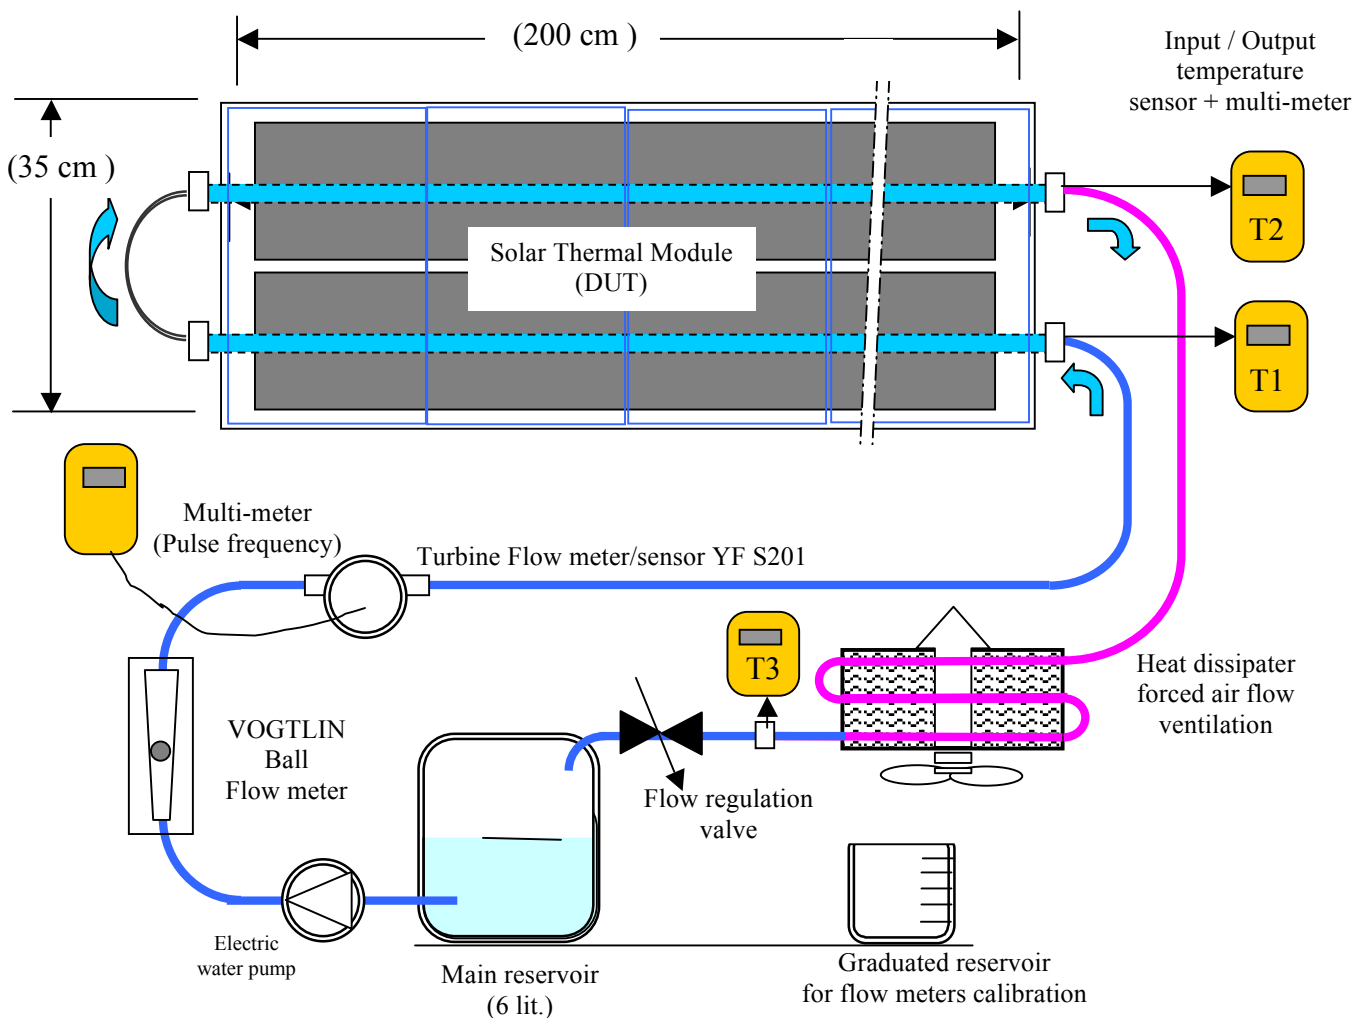 (200 cm )
Input / Output
temperature
sensor + multi-meter
(35 cm )
T2
Solar Thermal Module
(DUT)
T1
Multi-meter
(Pulse frequency)
Turbine Flow meter/sensor YF S201
T3
Heat dissipater
forced air flow
ventilation
VOGTLIN
Ball
Flow meter
Flow regulation
valve
Electric
water pump
Main reservoir
(6 lit.)
Graduated reservoir
for flow meters calibration